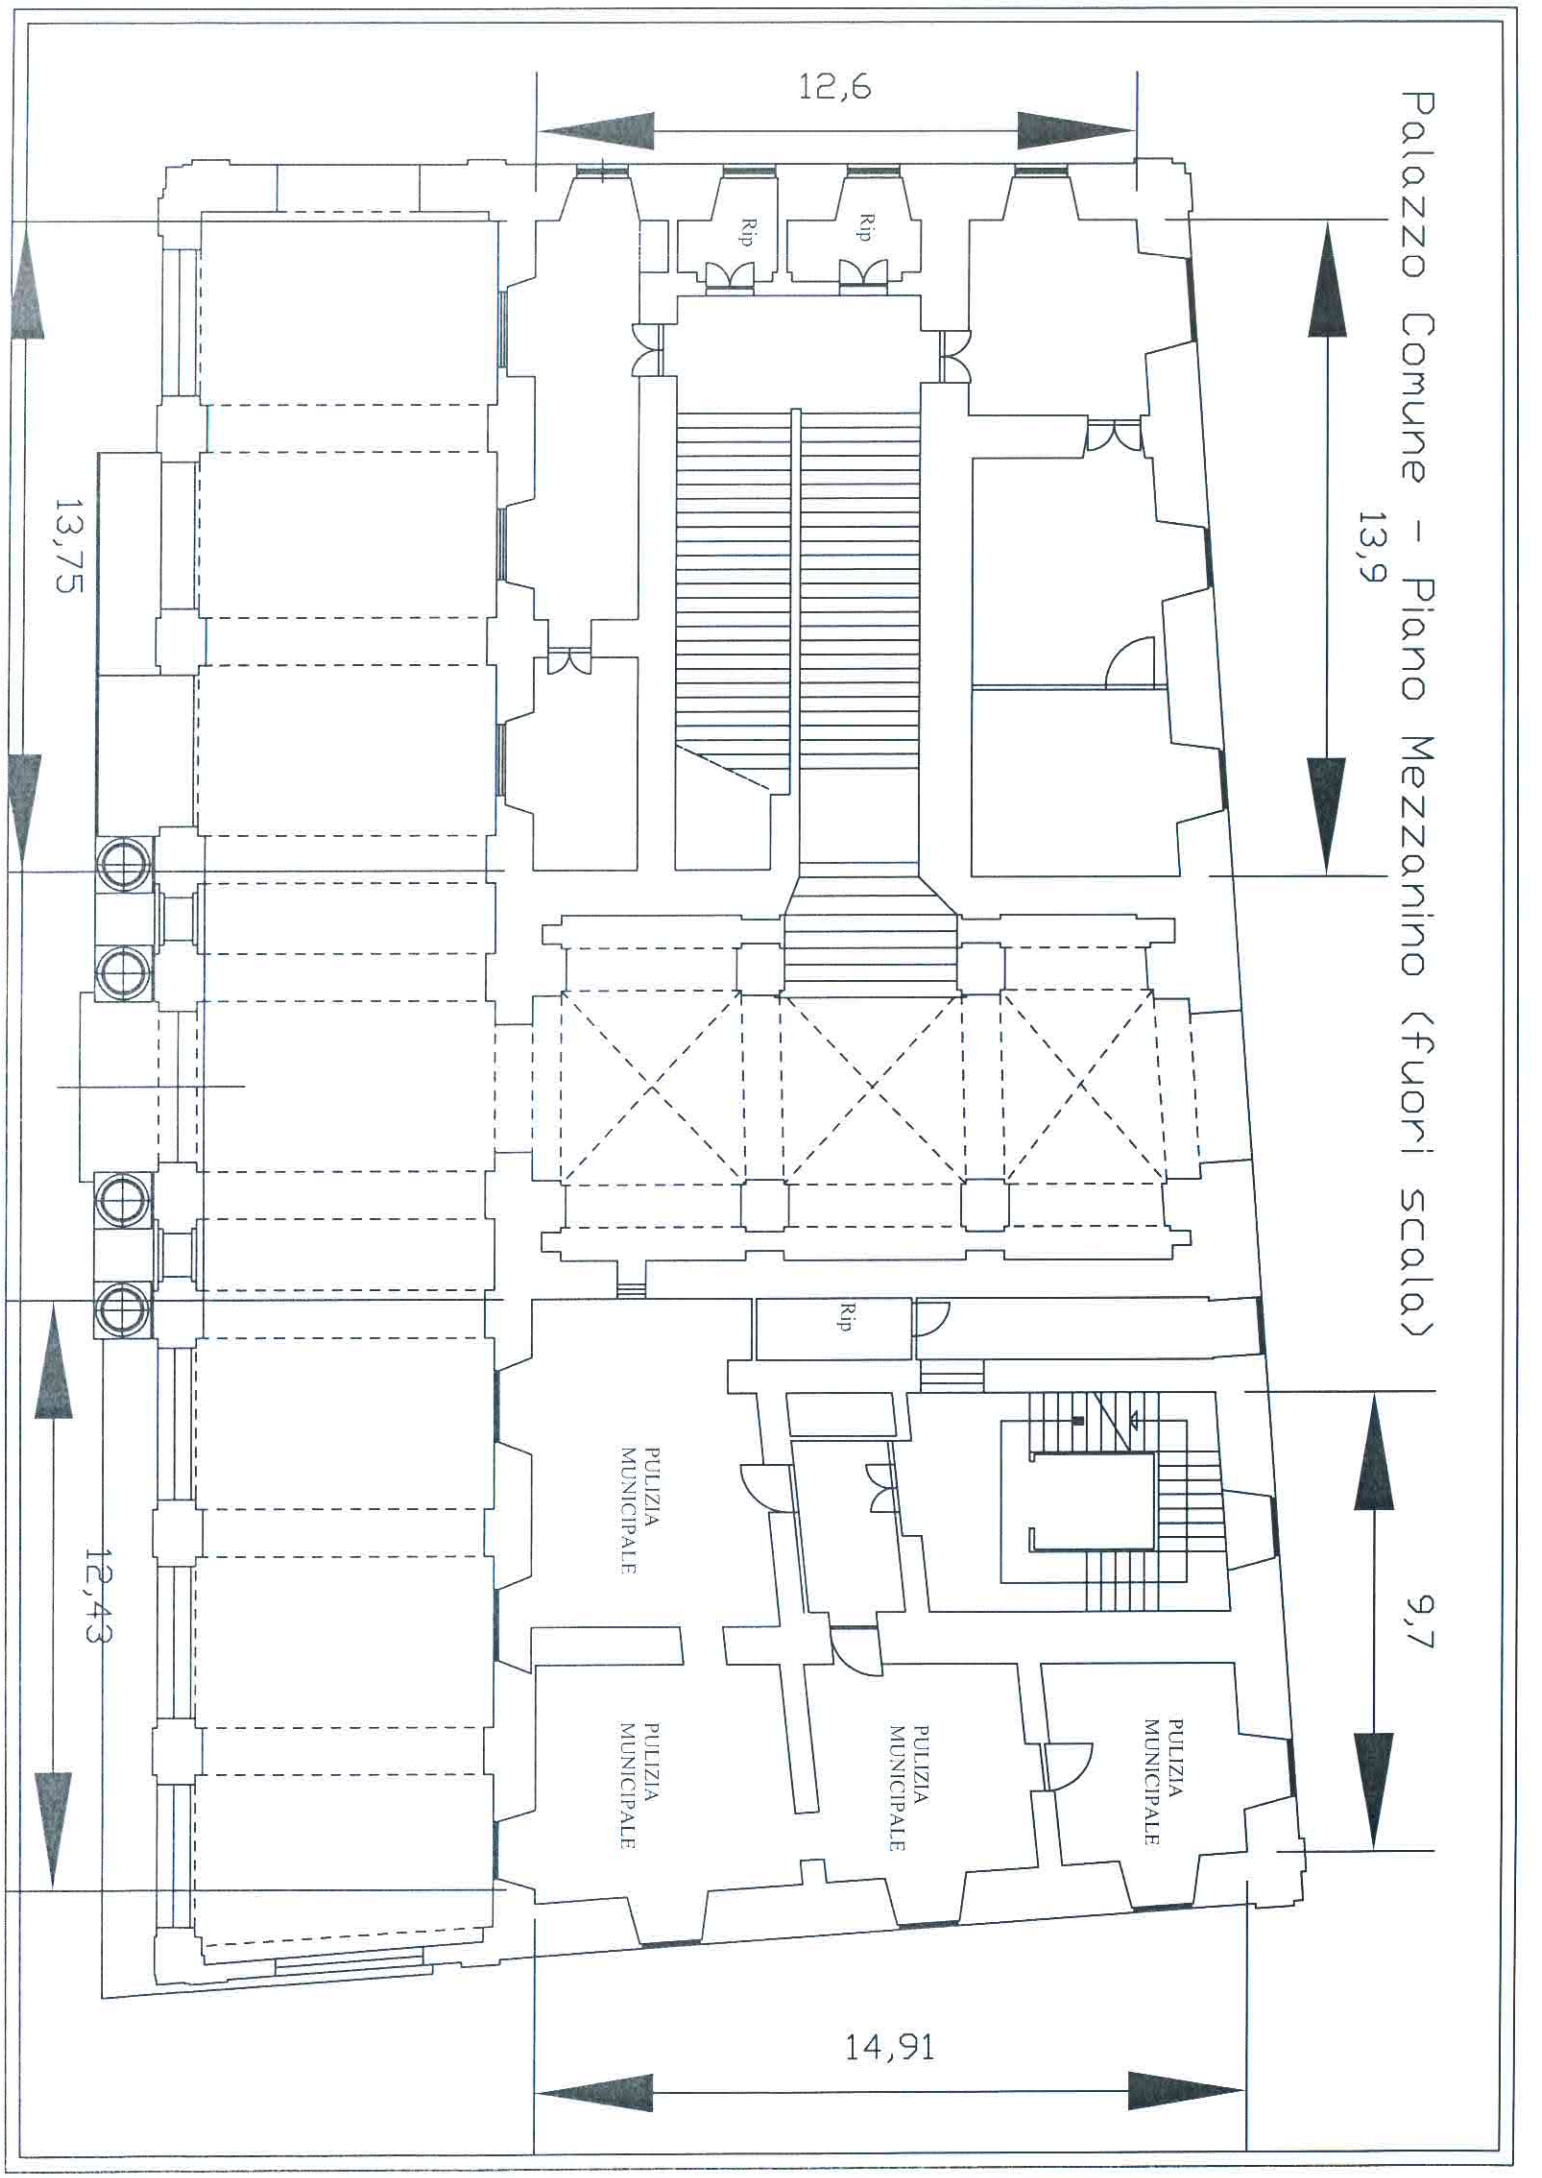 Palazzo Comune - Piano Mezzanino (fuori scala)
13,9
9,7
12,6
14,91
Rip
Rip
Rip
PULIZIA
MUNICIPALE
PULIZIA
MUNICIPALE
PULIZIA
MUNICIPALE
PULIZIA
MUNICIPALE
13,75
12,43